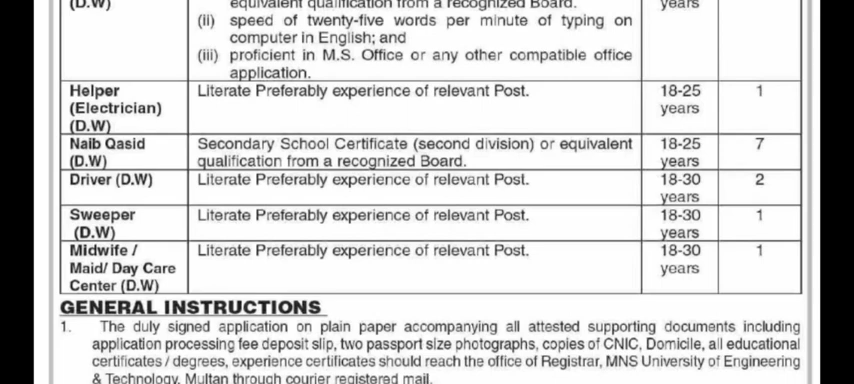 (D.W) equivalent qualification from a recognized Board. years
(ii) speed of twenty-five words per minute of typing on
computer in English; and
(iii) proficient in M.S. Office or any other compatible office
application.
Helper Literate Preferably experience of relevant Post. 18-25 1
(Electrician) years
(D.W)
Naib Qasid Secondary School Certificate (second division) or equivalent 18-25 7
(D.W) qualification from a recognized Board. years
Driver (D.W) Literate Preferably experience of relevant Post. 18-30 2
years
Sweeper Literate Preferably experience of relevant Post. 18-30 1
(D.W) years
Midwife / Literate Preferably experience of relevant Post. 18-30 1
Maid/ Day Care years
Center (D.W)
GENERAL INSTRUCTIONS
1. The duly signed application on plain paper accompanying all attested supporting documents including
application processing fee deposit slip, two passport size photographs, copies of CNIC, Domicile, all educational
certificates / degrees, experience certificates should reach the office of Registrar, MNS University of Engineering
& Technology, Multan through courier registered mail.